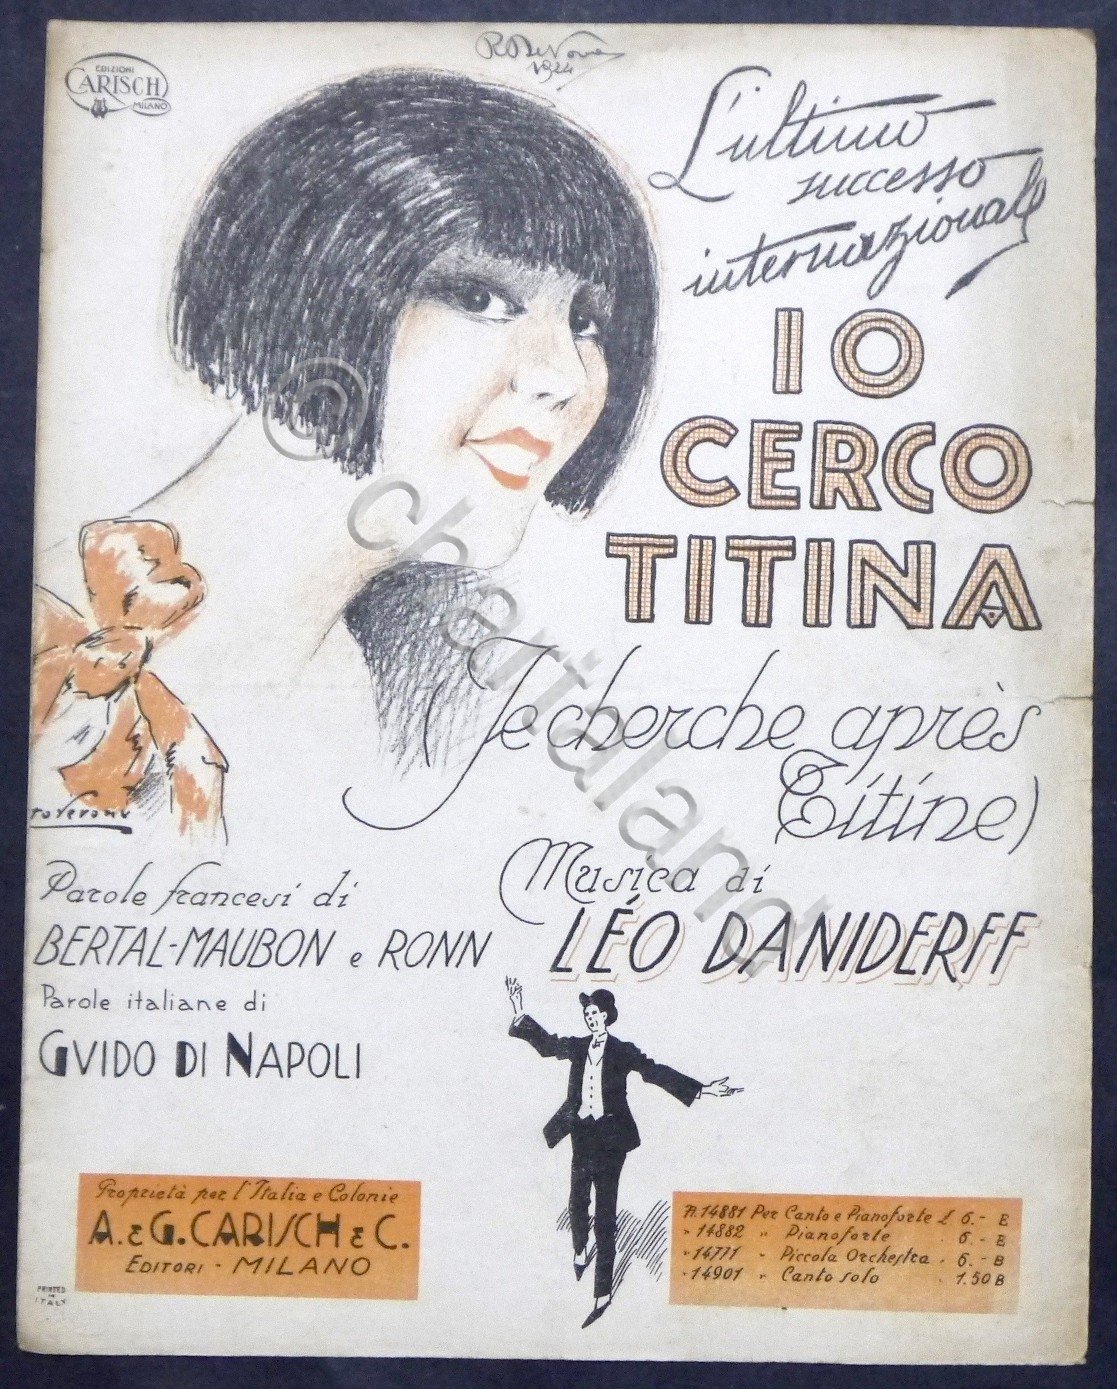 EDIZIONI
CARISCH
MILANO
1924
L'ultimo
successo
internazionale
IO
CERCO
TITINA
(Je cherche après
Titine)
Musica di
LÉO DANIDERFF
Parole francesi di
BERTAL-MAUBON e RONN
Parole italiane di
GVIDO DI NAPOLI
Proprietà per l'Italia e Colonie
A. E G. CARISCH E C.
EDITORI - MILANO
PRINTED
IN
ITALY
N. 14881 Per Canto e Pianoforte L 6.- E
" 14882 " Pianoforte . 6.- E
" 14771 " Piccola Orchestra . 6.- B
" 14901 " Canto solo . 1.50 B
© chartaland